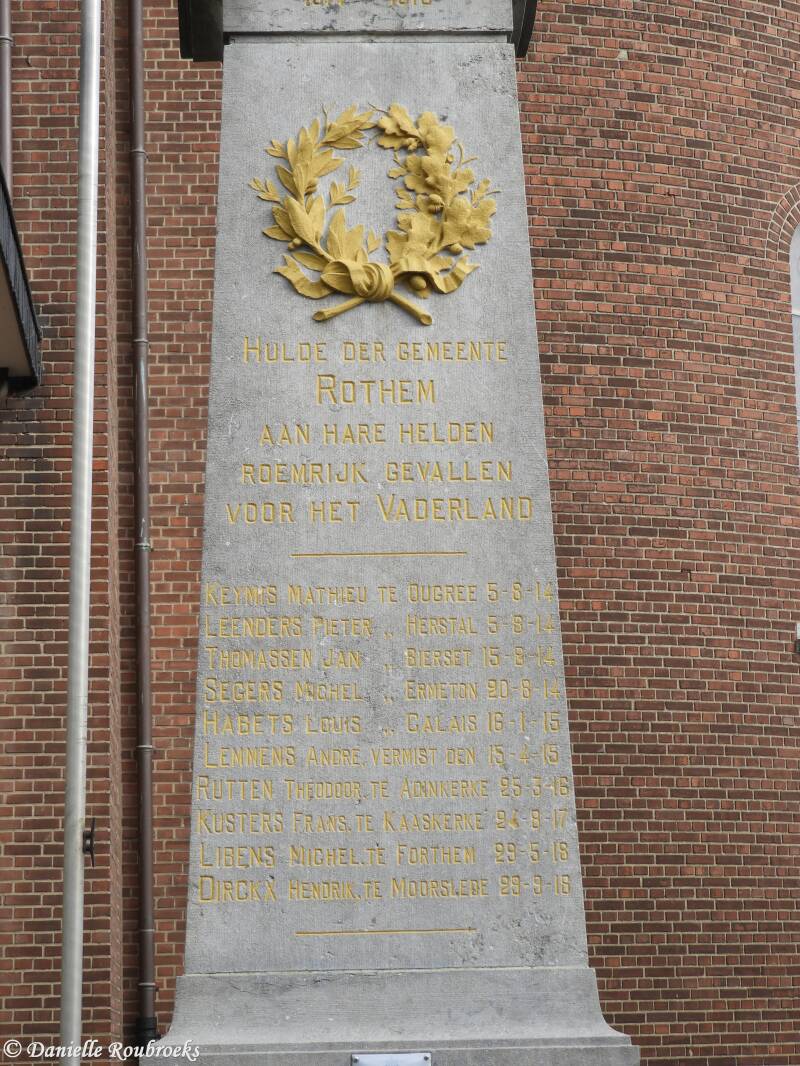 1914 1918
HULDE DER GEMEENTE
ROTHEM
AAN HARE HELDEN
ROEMRIJK GEVALLEN
VOOR HET VADERLAND
KEYMIS MATHIEU TE OUGREE 5-8-14
LEENDERS PIETER ,, HERSTAL 5-8-14
THOMASSEN JAN ,, BIERSET 15-8-14
SEGERS MICHEL ,, ERMETON 20-8-14
HABETS LOUIS ,, CALAIS 16-1-15
LEMMENS ANDRE, VERMIST DEN 15-4-15
RUTTEN THEODOOR. TE ADINKERKE 25-3-16
KUSTERS FRANS. TE KAASKERKE 24-9-17
LIBENS MICHEL. TE FORTHEM 29-5-18
DIRCKX HENDRIK. TE MOORSLEDE 29-9-18
© Danielle Roubroeks